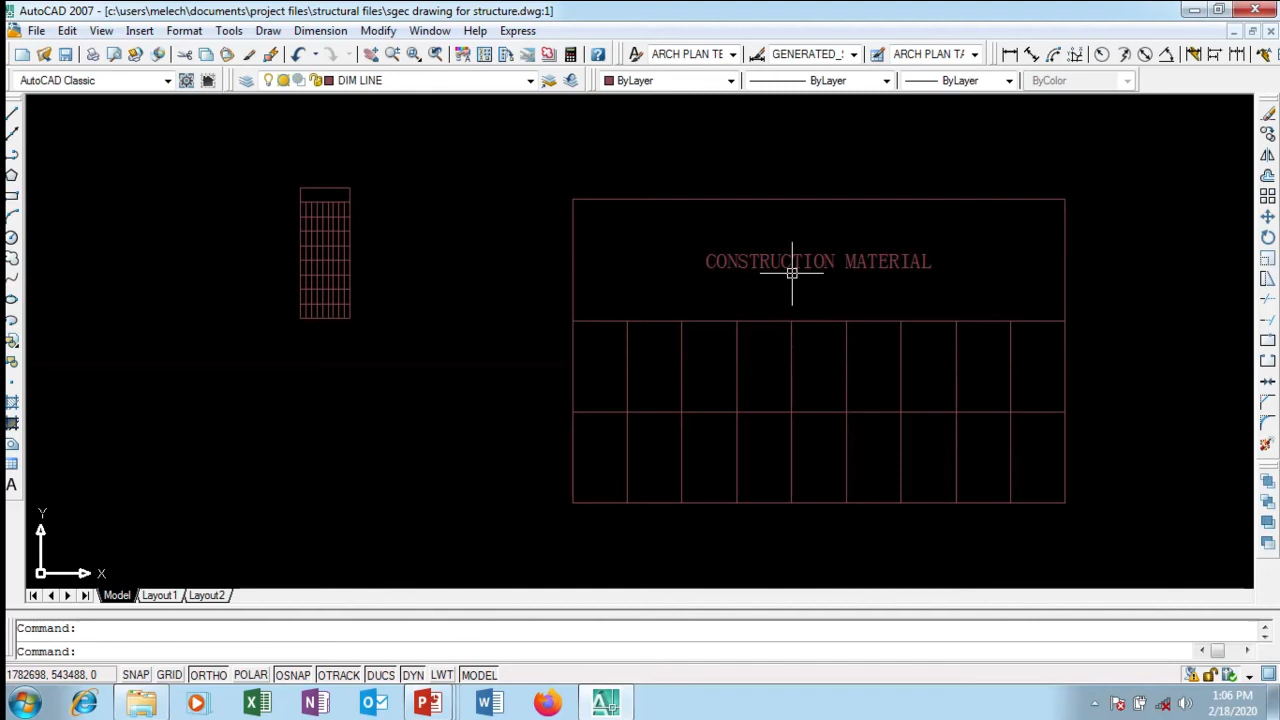 AutoCAD 2007 - [c:\users\melech\documents\project files\structural files\sgec drawing for structure.dwg:1]
File Edit View Insert Format Tools Draw Dimension Modify Window Help Express
ARCH PLAN TE GENERATED_S ARCH PLAN TA
AutoCAD Classic DIM LINE ByLayer ByLayer ByLayer ByColor
CONSTRUCTION MATERIAL
A
Y
X
Model Layout1 Layout2
Command:
Command:
1782698, 543488, 0 SNAP GRID ORTHO POLAR OSNAP OTRACK DUCS DYN LWT MODEL
1:06 PM
2/18/2020